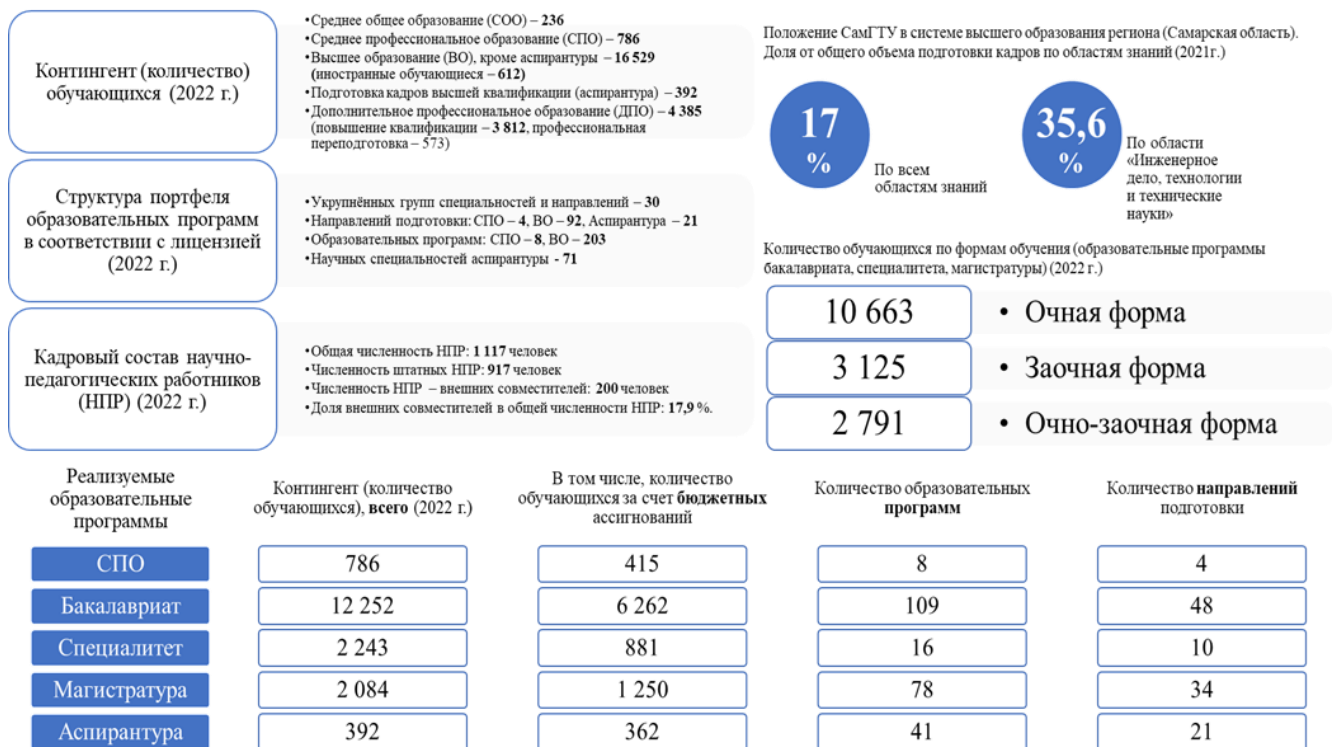 Контингент (количество)
обучающихся (2022 г.)
•Среднее общее образование (СОО) – 236
•Среднее профессиональное образование (СПО) – 786
•Высшее образование (ВО), кроме аспирантуры – 16 529
(иностранные обучающиеся – 612)
•Подготовка кадров высшей квалификации (аспирантура) – 392
•Дополнительное профессиональное образование (ДПО) – 4 385
(повышение квалификации – 3 812, профессиональная
переподготовка – 573)
Структура портфеля
образовательных программ
в соответствии с лицензией
(2022 г.)
•Укрупнённых групп специальностей и направлений – 30
•Направлений подготовки: СПО – 4, ВО – 92, Аспирантура – 21
•Образовательных программ: СПО – 8, ВО – 203
•Научных специальностей аспирантуры - 71
Кадровый состав научно-
педагогических работников
(НПР) (2022 г.)
•Общая численность НПР: 1 117 человек
•Численность штатных НПР: 917 человек
•Численность НПР – внешних совместителей: 200 человек
•Доля внешних совместителей в общей численности НПР: 17,9 %.
Положение СамГТУ в системе высшего образования региона (Самарская область).
Доля от общего объема подготовки кадров по областям знаний (2021г.)
17
%
По всем
областям знаний
35,6
%
По области
«Инженерное
дело, технологии
и технические
науки»
Количество обучающихся по формам обучения (образовательные программы
бакалавриата, специалитета, магистратуры) (2022 г.)
10 663 • Очная форма
3 125 • Заочная форма
2 791 • Очно-заочная форма
Реализуемые
образовательные
программы
Контингент (количество
обучающихся), всего (2022 г.)
В том числе, количество
обучающихся за счет бюджетных
ассигнований
Количество образовательных
программ
Количество направлений
подготовки
СПО 786 415 8 4
Бакалавриат 12 252 6 262 109 48
Специалитет 2 243 881 16 10
Магистратура 2 084 1 250 78 34
Аспирантура 392 362 41 21